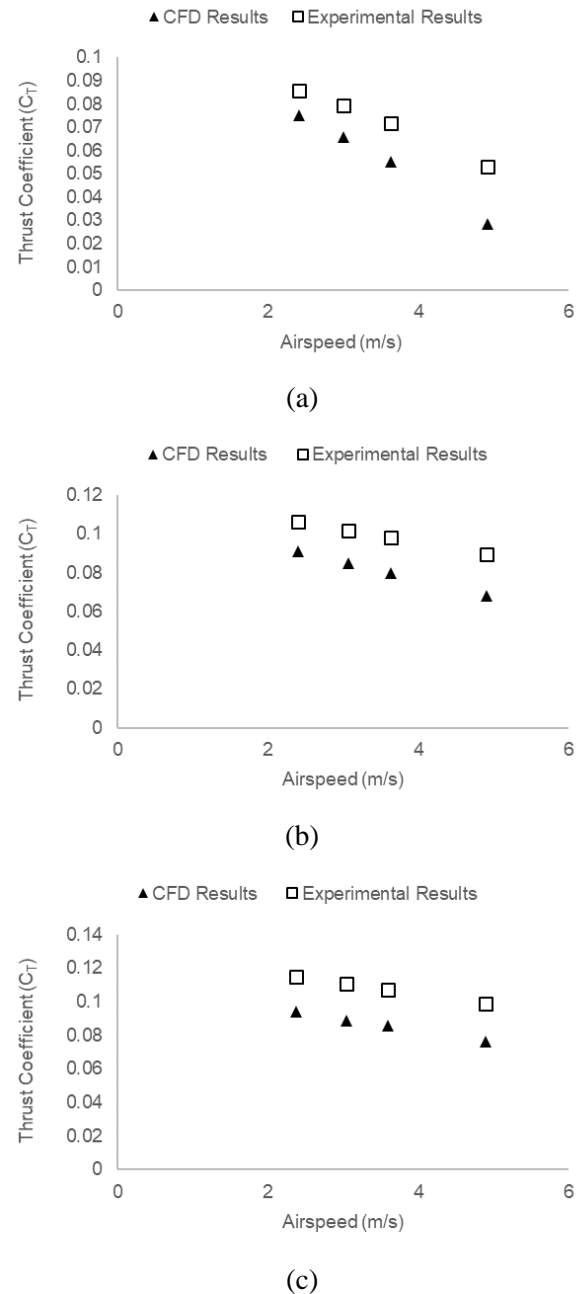 ▲ CFD Results □ Experimental Results
Thrust Coefficient (C_T)
0.1
0.09
0.08
0.07
0.06
0.05
0.04
0.03
0.02
0.01
0
0 2 4 6
Airspeed (m/s)
(a)
▲ CFD Results □ Experimental Results
Thrust Coefficient (C_T)
0.12
0.1
0.08
0.06
0.04
0.02
0
0 2 4 6
Airspeed (m/s)
(b)
▲ CFD Results □ Experimental Results
Thrust Coefficient (C_T)
0.14
0.12
0.1
0.08
0.06
0.04
0.02
0
0 2 4 6
Airspeed (m/s)
(c)